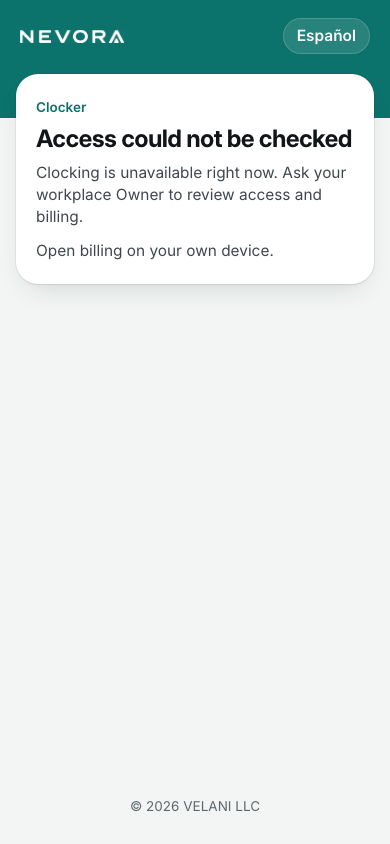 NEVORA
Español
Clocker
Access could not be checked
Clocking is unavailable right now. Ask your
workplace Owner to review access and
billing.
Open billing on your own device.
© 2026 VELANI LLC